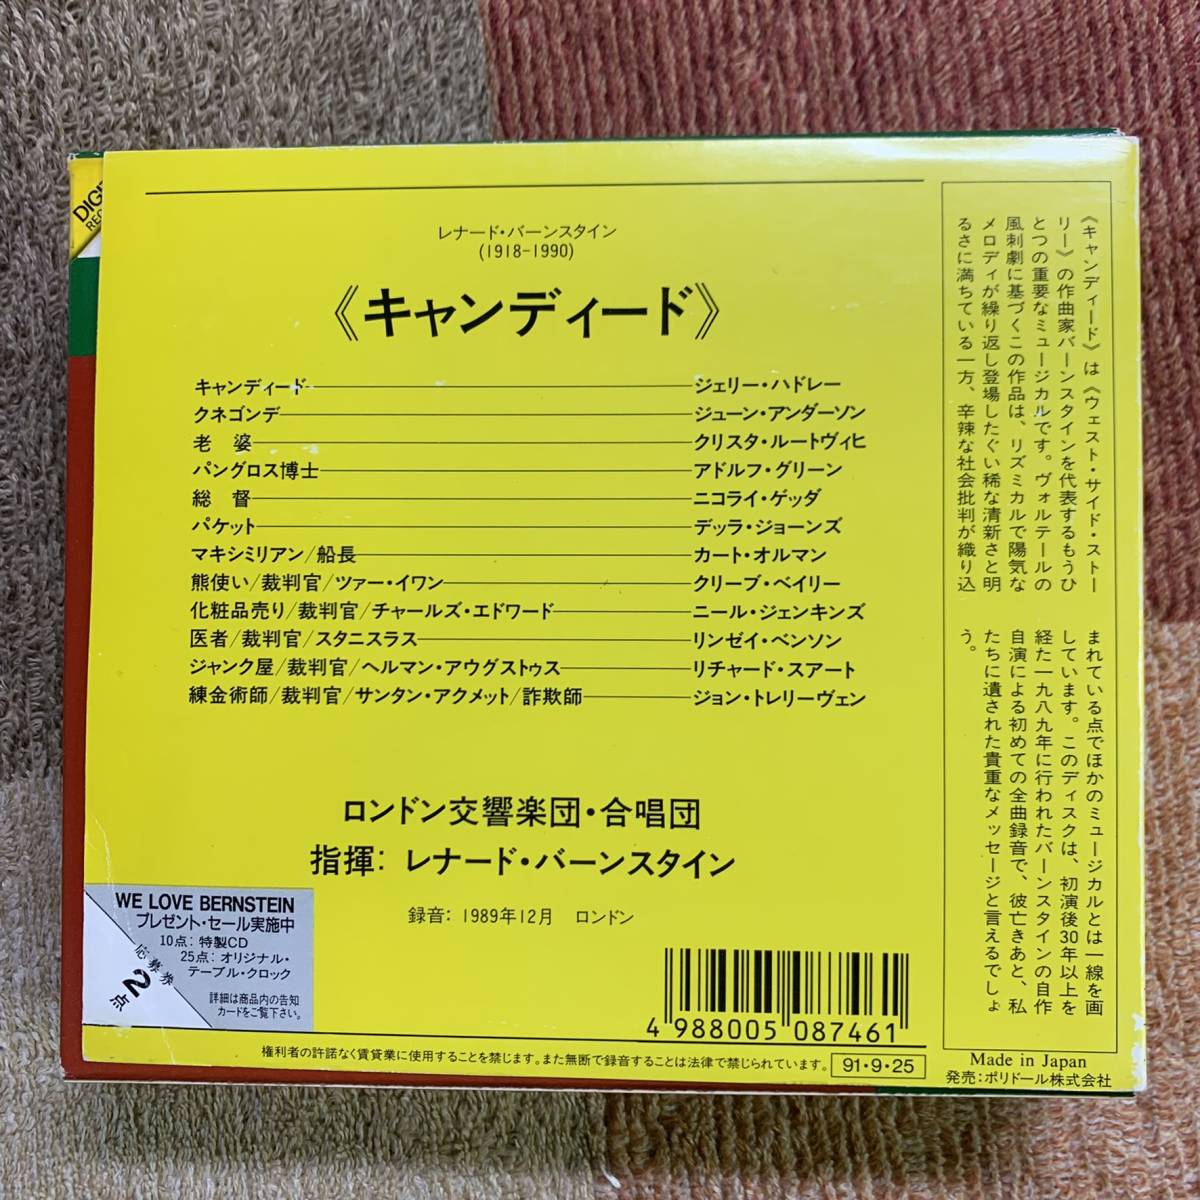 レナード・バーンスタイン
(1918-1990)
《キャンディード》
キャンディード ジェリー・ハドレー
クネゴンデ ジューン・アンダーソン
老婆 クリスタ・ルートヴィヒ
パングロス博士 アドルフ・グリーン
総督 ニコライ・ゲッダ
パケット デッラ・ジョーンズ
マキシミリアン/船長 カート・オルマン
熊使い/裁判官/ツァー・イワン クリーブ・ベイリー
化粧品売り/裁判官/チャールズ・エドワード ニール・ジェンキンズ
医者/裁判官/スタニスラス リンゼイ・ベンソン
ジャンク屋/裁判官/ヘルマン・アウグストゥス リチャード・スアート
練金術師/裁判官/サンタン・アクメット/詐欺師 ジョン・トレリーヴェン
ロンドン交響楽団・合唱団
指揮: レナード・バーンスタイン
録音: 1989年12月 ロンドン
WE LOVE BERNSTEIN
プレゼント・セール実施中
10点: 特製CD
25点: オリジナル・
テーブル・クロック
詳細は商品内の告知
カードをご覧下さい。
応募券
2点
4 988005 087461
権利者の許諾なく賃貸業に使用することを禁じます。また無断で録音することは法律で禁じられています。
91・9・25
《キャンディード》は《ウェスト・サイド・ストー
リー》の作曲家バーンスタインを代表するもうひ
とつの重要なミュージカルです。ヴォルテールの
風刺劇に基づくこの作品は、リズミカルで陽気な
メロディが繰り返し登場したぐい稀な清新さと明
るさに満ちている一方、辛辣な社会批判が織り込
まれている点でほかのミュージカルとは一線を画
しています。このディスクは、初演後30年以上を
経た一九八九年に行われたバーンスタインの自作
自演による初めての全曲録音で、彼亡きあと、私
たちに遺された貴重なメッセージと言えるでしょ
う。
Made in Japan
発売:ポリドール株式会社